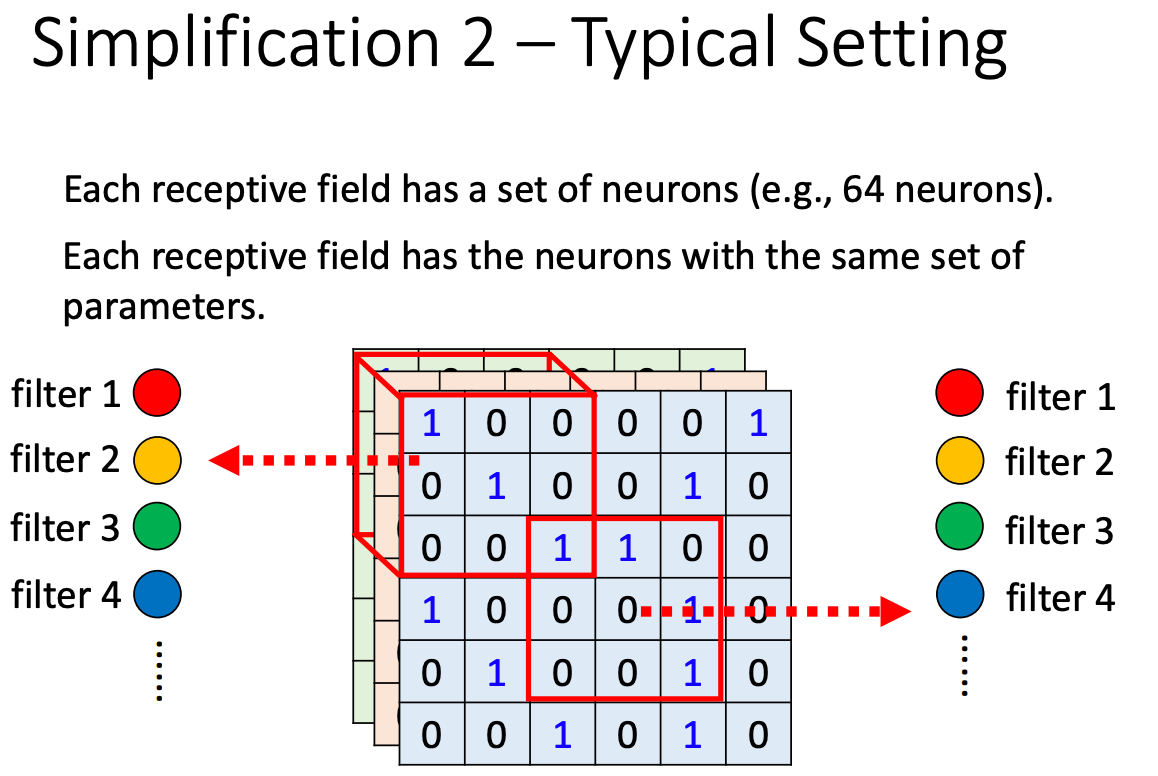 Simplification 2 – Typical Setting
Each receptive field has a set of neurons (e.g., 64 neurons).
Each receptive field has the neurons with the same set of
parameters.
filter 1
filter 2
filter 3
filter 4
1 0 0 0 0 1
0 1 0 0 1 0
0 0 1 1 0 0
1 0 0 0 1 0
0 1 0 0 1 0
0 0 1 0 1 0
filter 1
filter 2
filter 3
filter 4